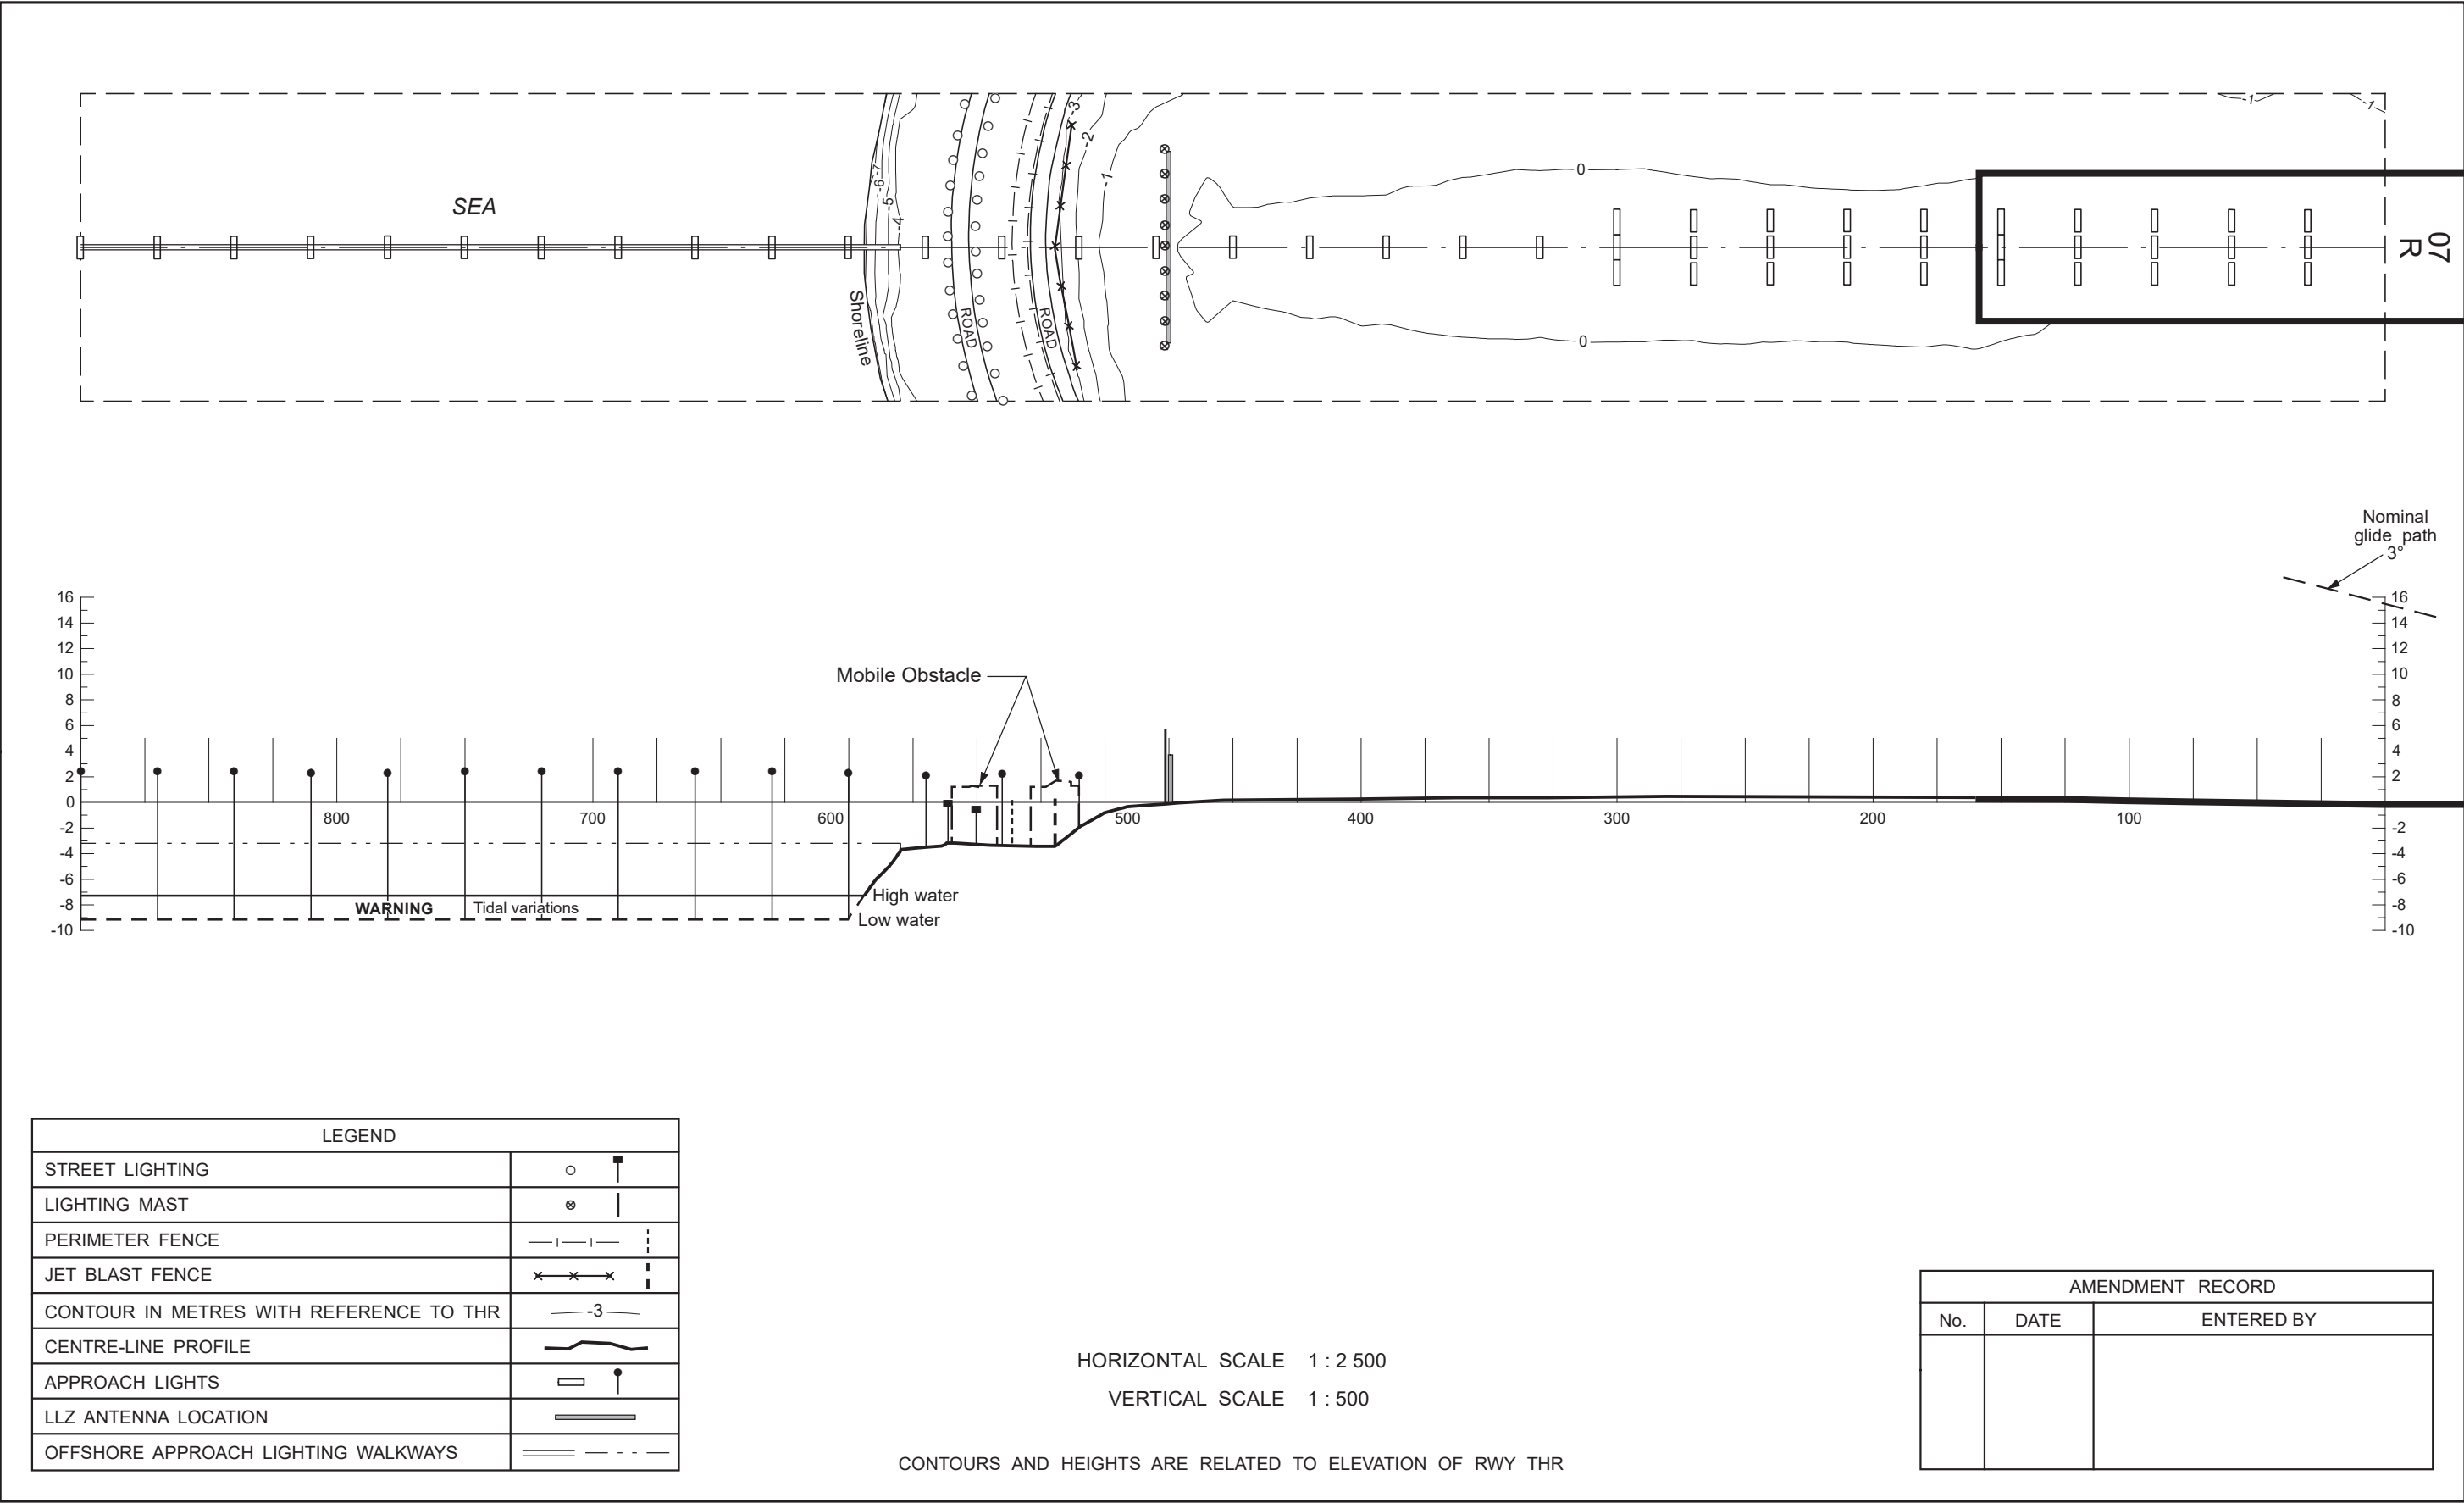 -1
-1
-3
-2
-1
0
-7
-6
-5
-4
SEA
07
R
Shoreline
ROAD
ROAD
0
Nominal
glide path
3°
16
14
12
10
8
6
4
2
0
-2
-4
-6
-8
-10
Mobile Obstacle
800
700
600
500
400
300
200
100
High water
WARNING Tidal variations
Low water
16
14
12
10
8
6
4
2
-2
-4
-6
-8
-10
LEGEND
STREET LIGHTING
LIGHTING MAST
PERIMETER FENCE
JET BLAST FENCE
CONTOUR IN METRES WITH REFERENCE TO THR -3
CENTRE-LINE PROFILE
APPROACH LIGHTS
LLZ ANTENNA LOCATION
OFFSHORE APPROACH LIGHTING WALKWAYS
HORIZONTAL SCALE 1 : 2 500
VERTICAL SCALE 1 : 500
CONTOURS AND HEIGHTS ARE RELATED TO ELEVATION OF RWY THR
AMENDMENT RECORD
No. DATE ENTERED BY